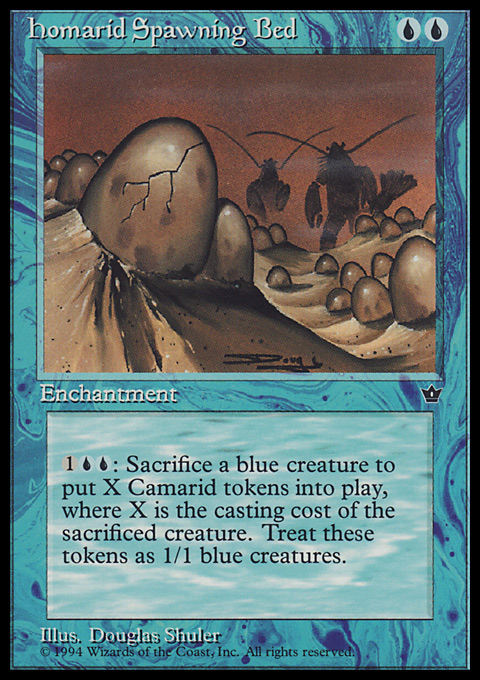 Homarid Spawning Bed
Enchantment
1: Sacrifice a blue creature to
put X Camarid tokens into play,
where X is the casting cost of the
sacrificed creature. Treat these
tokens as 1/1 blue creatures.
Illus. Douglas Shuler
© 1994 Wizards of the Coast, Inc. All rights reserved.